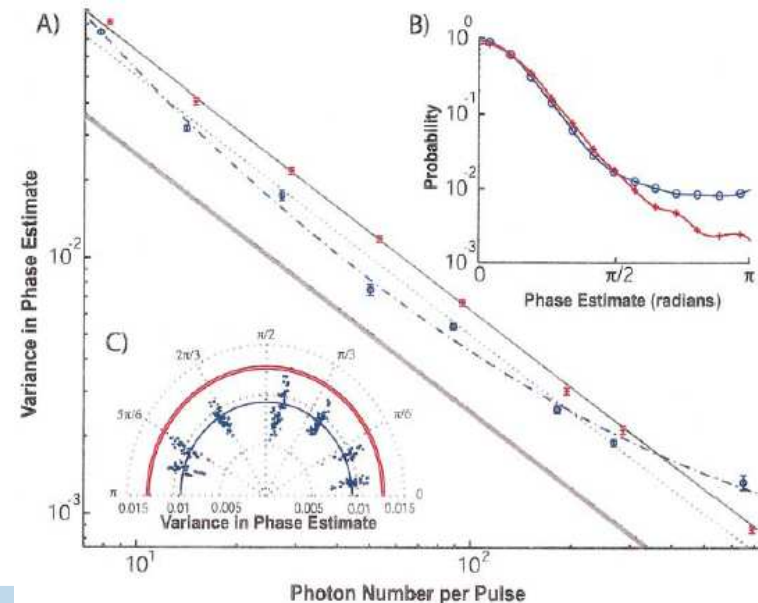 A)
B)
10^0
10^-1
10^-2
10^-3
Probability
0
π/2
π
Phase Estimate (radians)
Variance in Phase Estimate
10^-2
10^-3
C)
π/2
2π/3
π/3
5π/6
π/6
π
0
0.015
0.01
0.005
0.005
0.01
0.015
Variance in Phase Estimate
10^1
10^2
Photon Number per Pulse